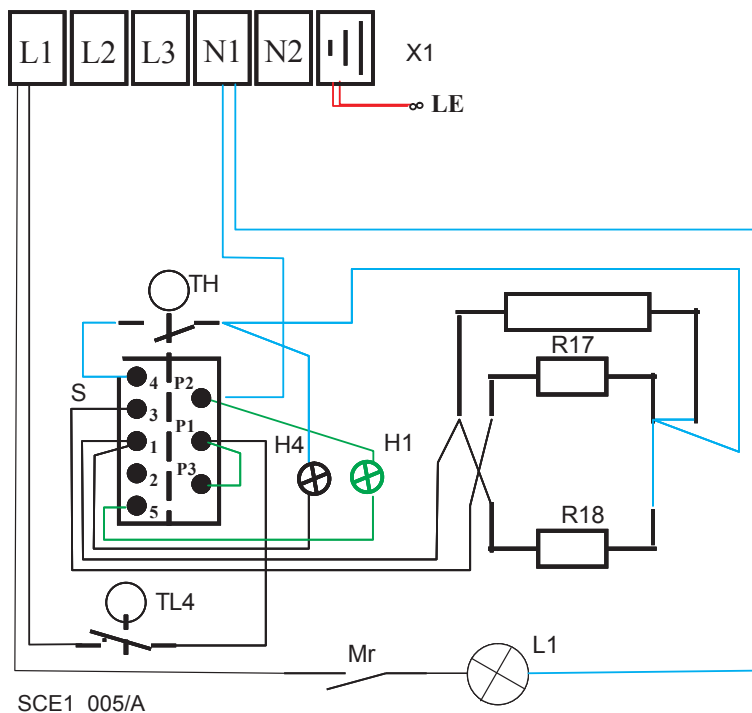 L1 L2 L3 N1 N2 X1
LE
TH
R17
S
4 P2
3
P1
1
H4 H1
P3
2
5
R18
TL4
Mr L1
SCE1 005/A